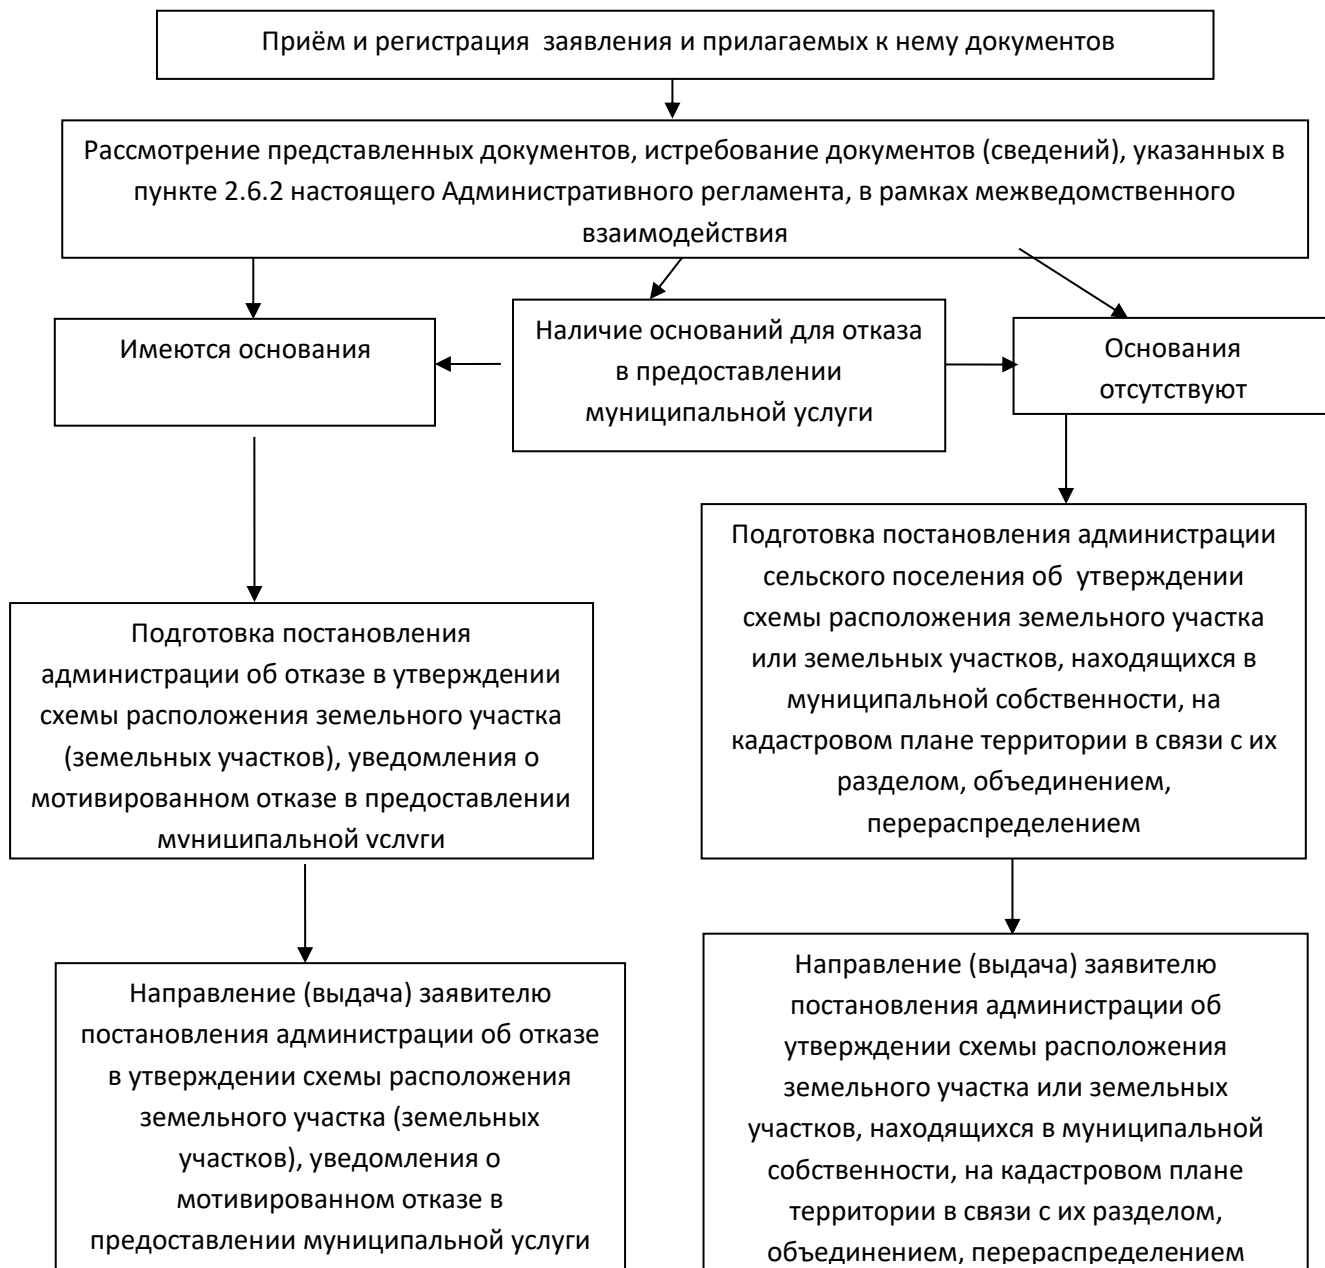 Приём и регистрация  заявления и прилагаемых к нему документов
Рассмотрение представленных документов, истребование документов (сведений), указанных в
пункте 2.6.2 настоящего Административного регламента, в рамках межведомственного
взаимодействия
Имеются основания
Наличие оснований для отказа
в предоставлении
муниципальной услуги
Основания
отсутствуют
Подготовка постановления
администрации об отказе в утверждении
схемы расположения земельного участка
(земельных участков), уведомления о
мотивированном отказе в предоставлении
муниципальной услуги
Подготовка постановления администрации
сельского поселения об  утверждении
схемы расположения земельного участка
или земельных участков, находящихся в
муниципальной собственности, на
кадастровом плане территории в связи с их
разделом, объединением,
перераспределением
Направление (выдача) заявителю
постановления администрации об отказе
в утверждении схемы расположения
земельного участка (земельных
участков), уведомления о
мотивированном отказе в
предоставлении муниципальной услуги
Направление (выдача) заявителю
постановления администрации об
утверждении схемы расположения
земельного участка или земельных
участков, находящихся в муниципальной
собственности, на кадастровом плане
территории в связи с их разделом,
объединением, перераспределением